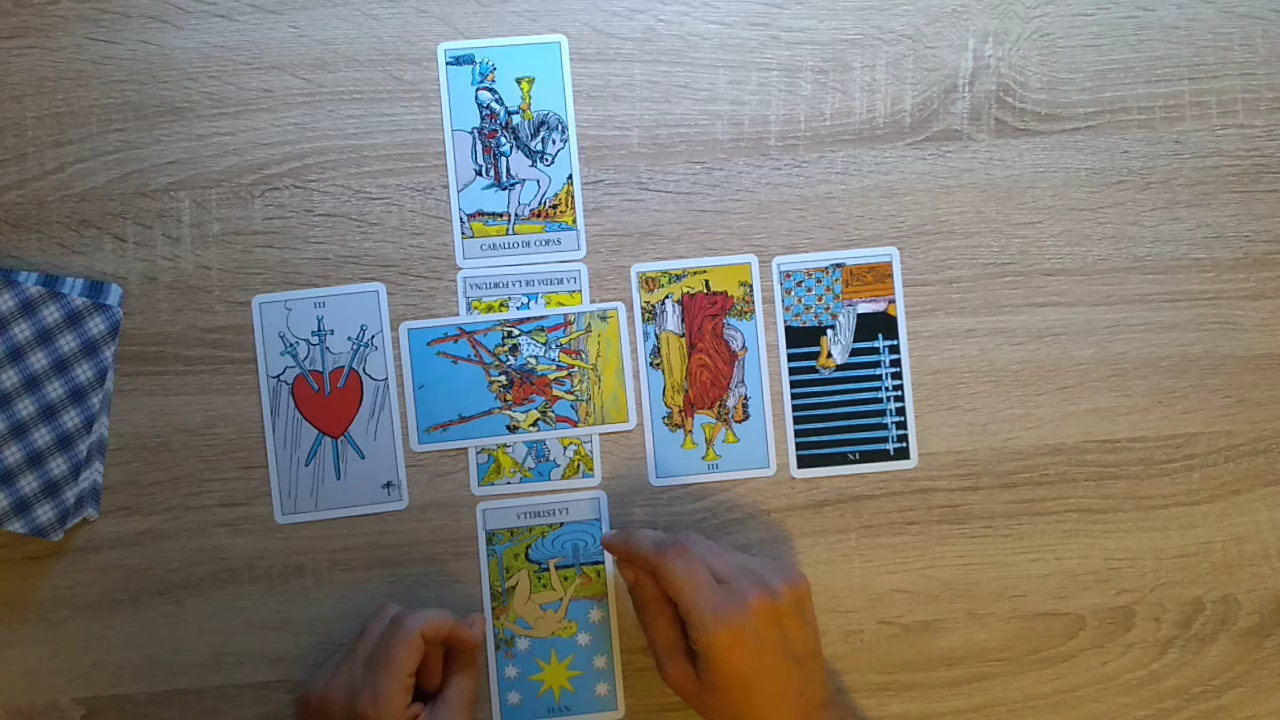 CABALLO DE COPAS
LA RUEDA DE LA FORTUNA
III
III
IX
X
LA ESTRELLA
XVII